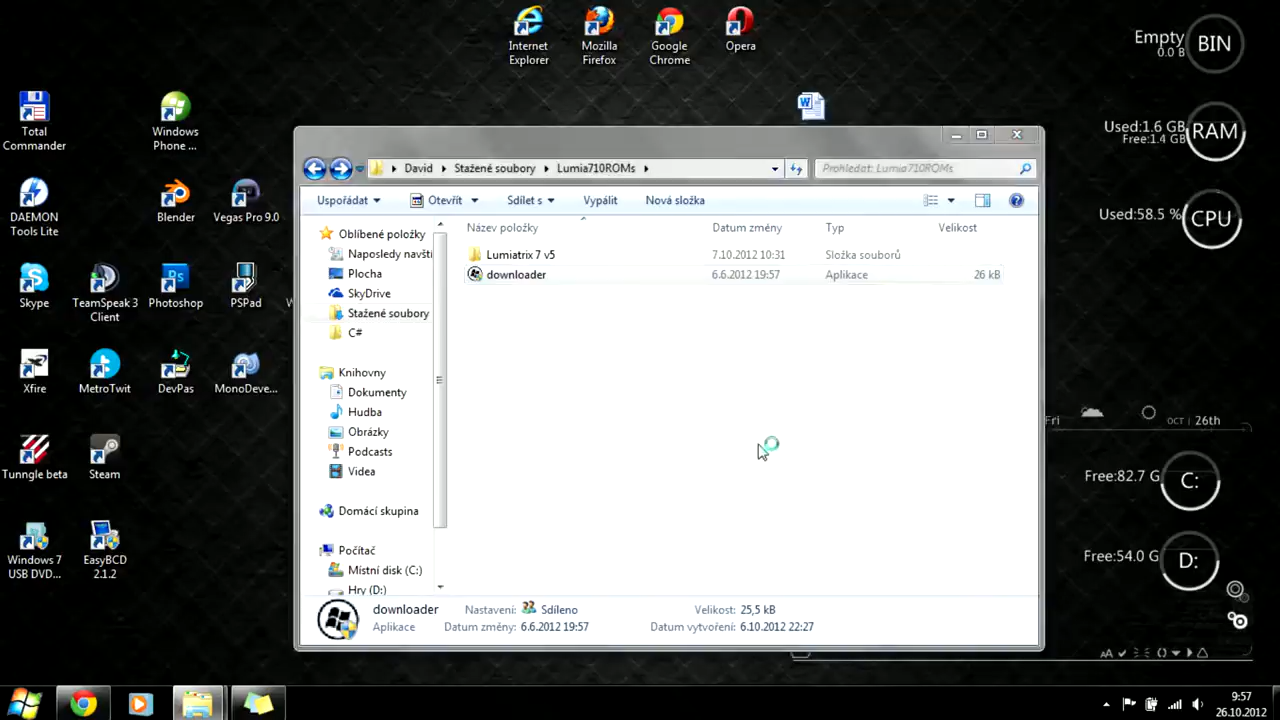 Internet
Explorer
Mozilla
Firefox
Google
Chrome
Opera
Empty
0.0 B
BIN
Total
Commander
Windows
Phone ...
Used:1.6 GB
Free:1.4 GB
RAM
David
Stažené soubory
Lumia710ROMs
Prohledat: Lumia710ROMs
DAEMON
Tools Lite
Blender
Vegas Pro 9.0
Uspořádat
Otevřít
Sdílet s
Vypálit
Nová složka
Used:58.5 %
CPU
Oblíbené položky
Naposledy navští
Plocha
SkyDrive
Stažené soubory
C#
Knihovny
Dokumenty
Hudba
Obrázky
Podcasts
Videa
Domácí skupina
Počítač
Místní disk (C:)
Hry (D:)
Název položky
Datum změny
Typ
Velikost
Lumiatrix 7 v5
7.10.2012 10:31
Složka souborů
downloader
6.6.2012 19:57
Aplikace
26 kB
Skype
TeamSpeak 3
Client
Photoshop
PSPad
Xfire
MetroTwit
DevPas
MonoDeve...
Fri
OCT
26th
Tunngle beta
Steam
Free:82.7 G
C:
Windows 7
USB DVD...
EasyBCD
2.1.2
Free:54.0 G
D:
downloader
Nastavení:
Sdíleno
Velikost: 25,5 kB
Aplikace
Datum změny: 6.6.2012 19:57
Datum vytvoření: 6.10.2012 22:27
9:57
26.10.2012